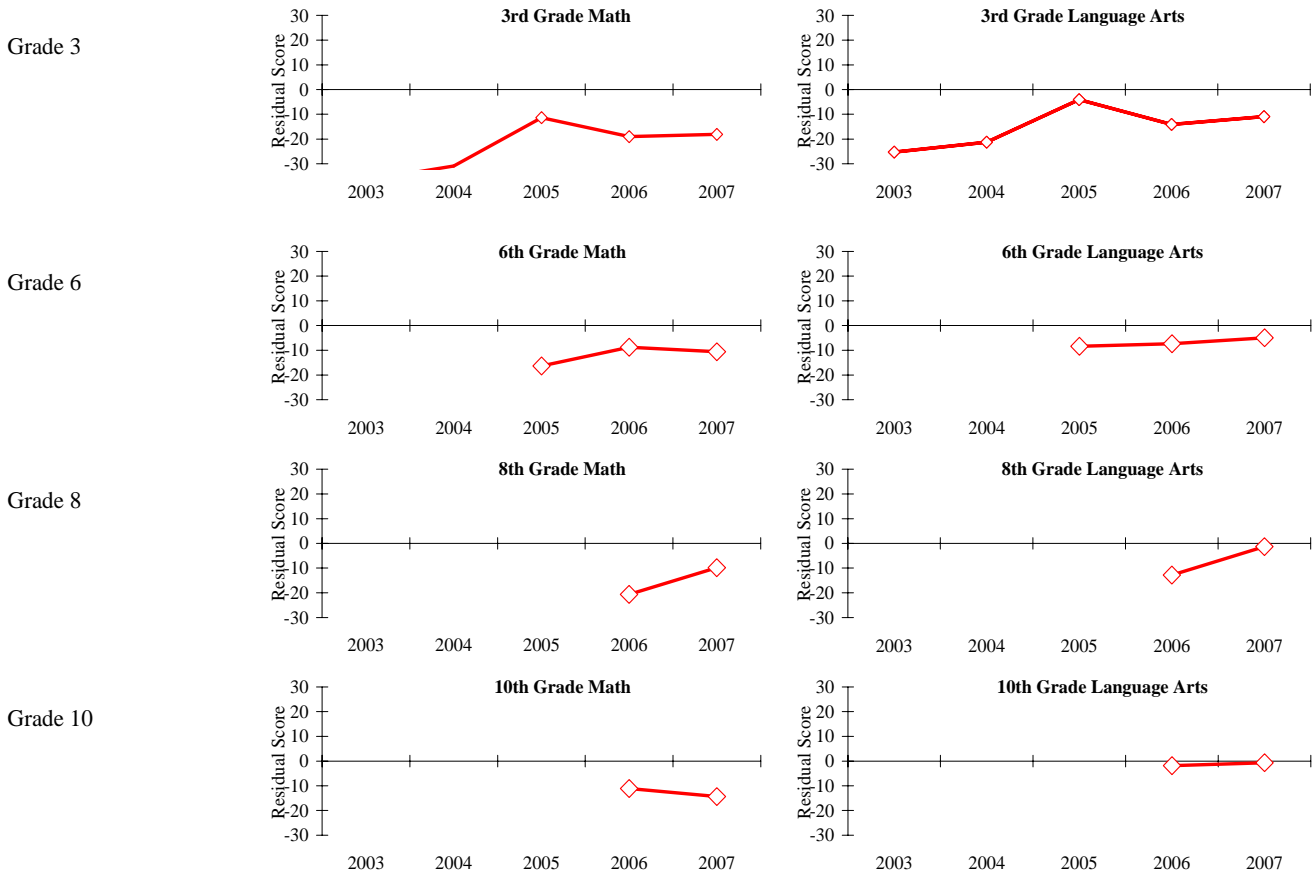 Grade 3
3rd Grade Math
Residual Score
30
20
10
0
-10
-20
-30
2003 2004 2005 2006 2007
3rd Grade Language Arts
Residual Score
30
20
10
0
-10
-20
-30
2003 2004 2005 2006 2007
Grade 6
6th Grade Math
Residual Score
30
20
10
0
-10
-20
-30
2003 2004 2005 2006 2007
6th Grade Language Arts
Residual Score
30
20
10
0
-10
-20
-30
2003 2004 2005 2006 2007
Grade 8
8th Grade Math
Residual Score
30
20
10
0
-10
-20
-30
2003 2004 2005 2006 2007
8th Grade Language Arts
Residual Score
30
20
10
0
-10
-20
-30
2003 2004 2005 2006 2007
Grade 10
10th Grade Math
Residual Score
30
20
10
0
-10
-20
-30
2003 2004 2005 2006 2007
10th Grade Language Arts
Residual Score
30
20
10
0
-10
-20
-30
2003 2004 2005 2006 2007